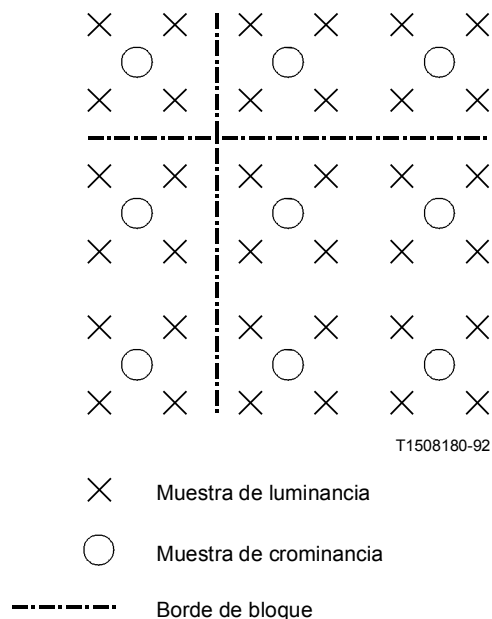 T1508180-92
Muestra de luminancia
Muestra de crominancia
Borde de bloque